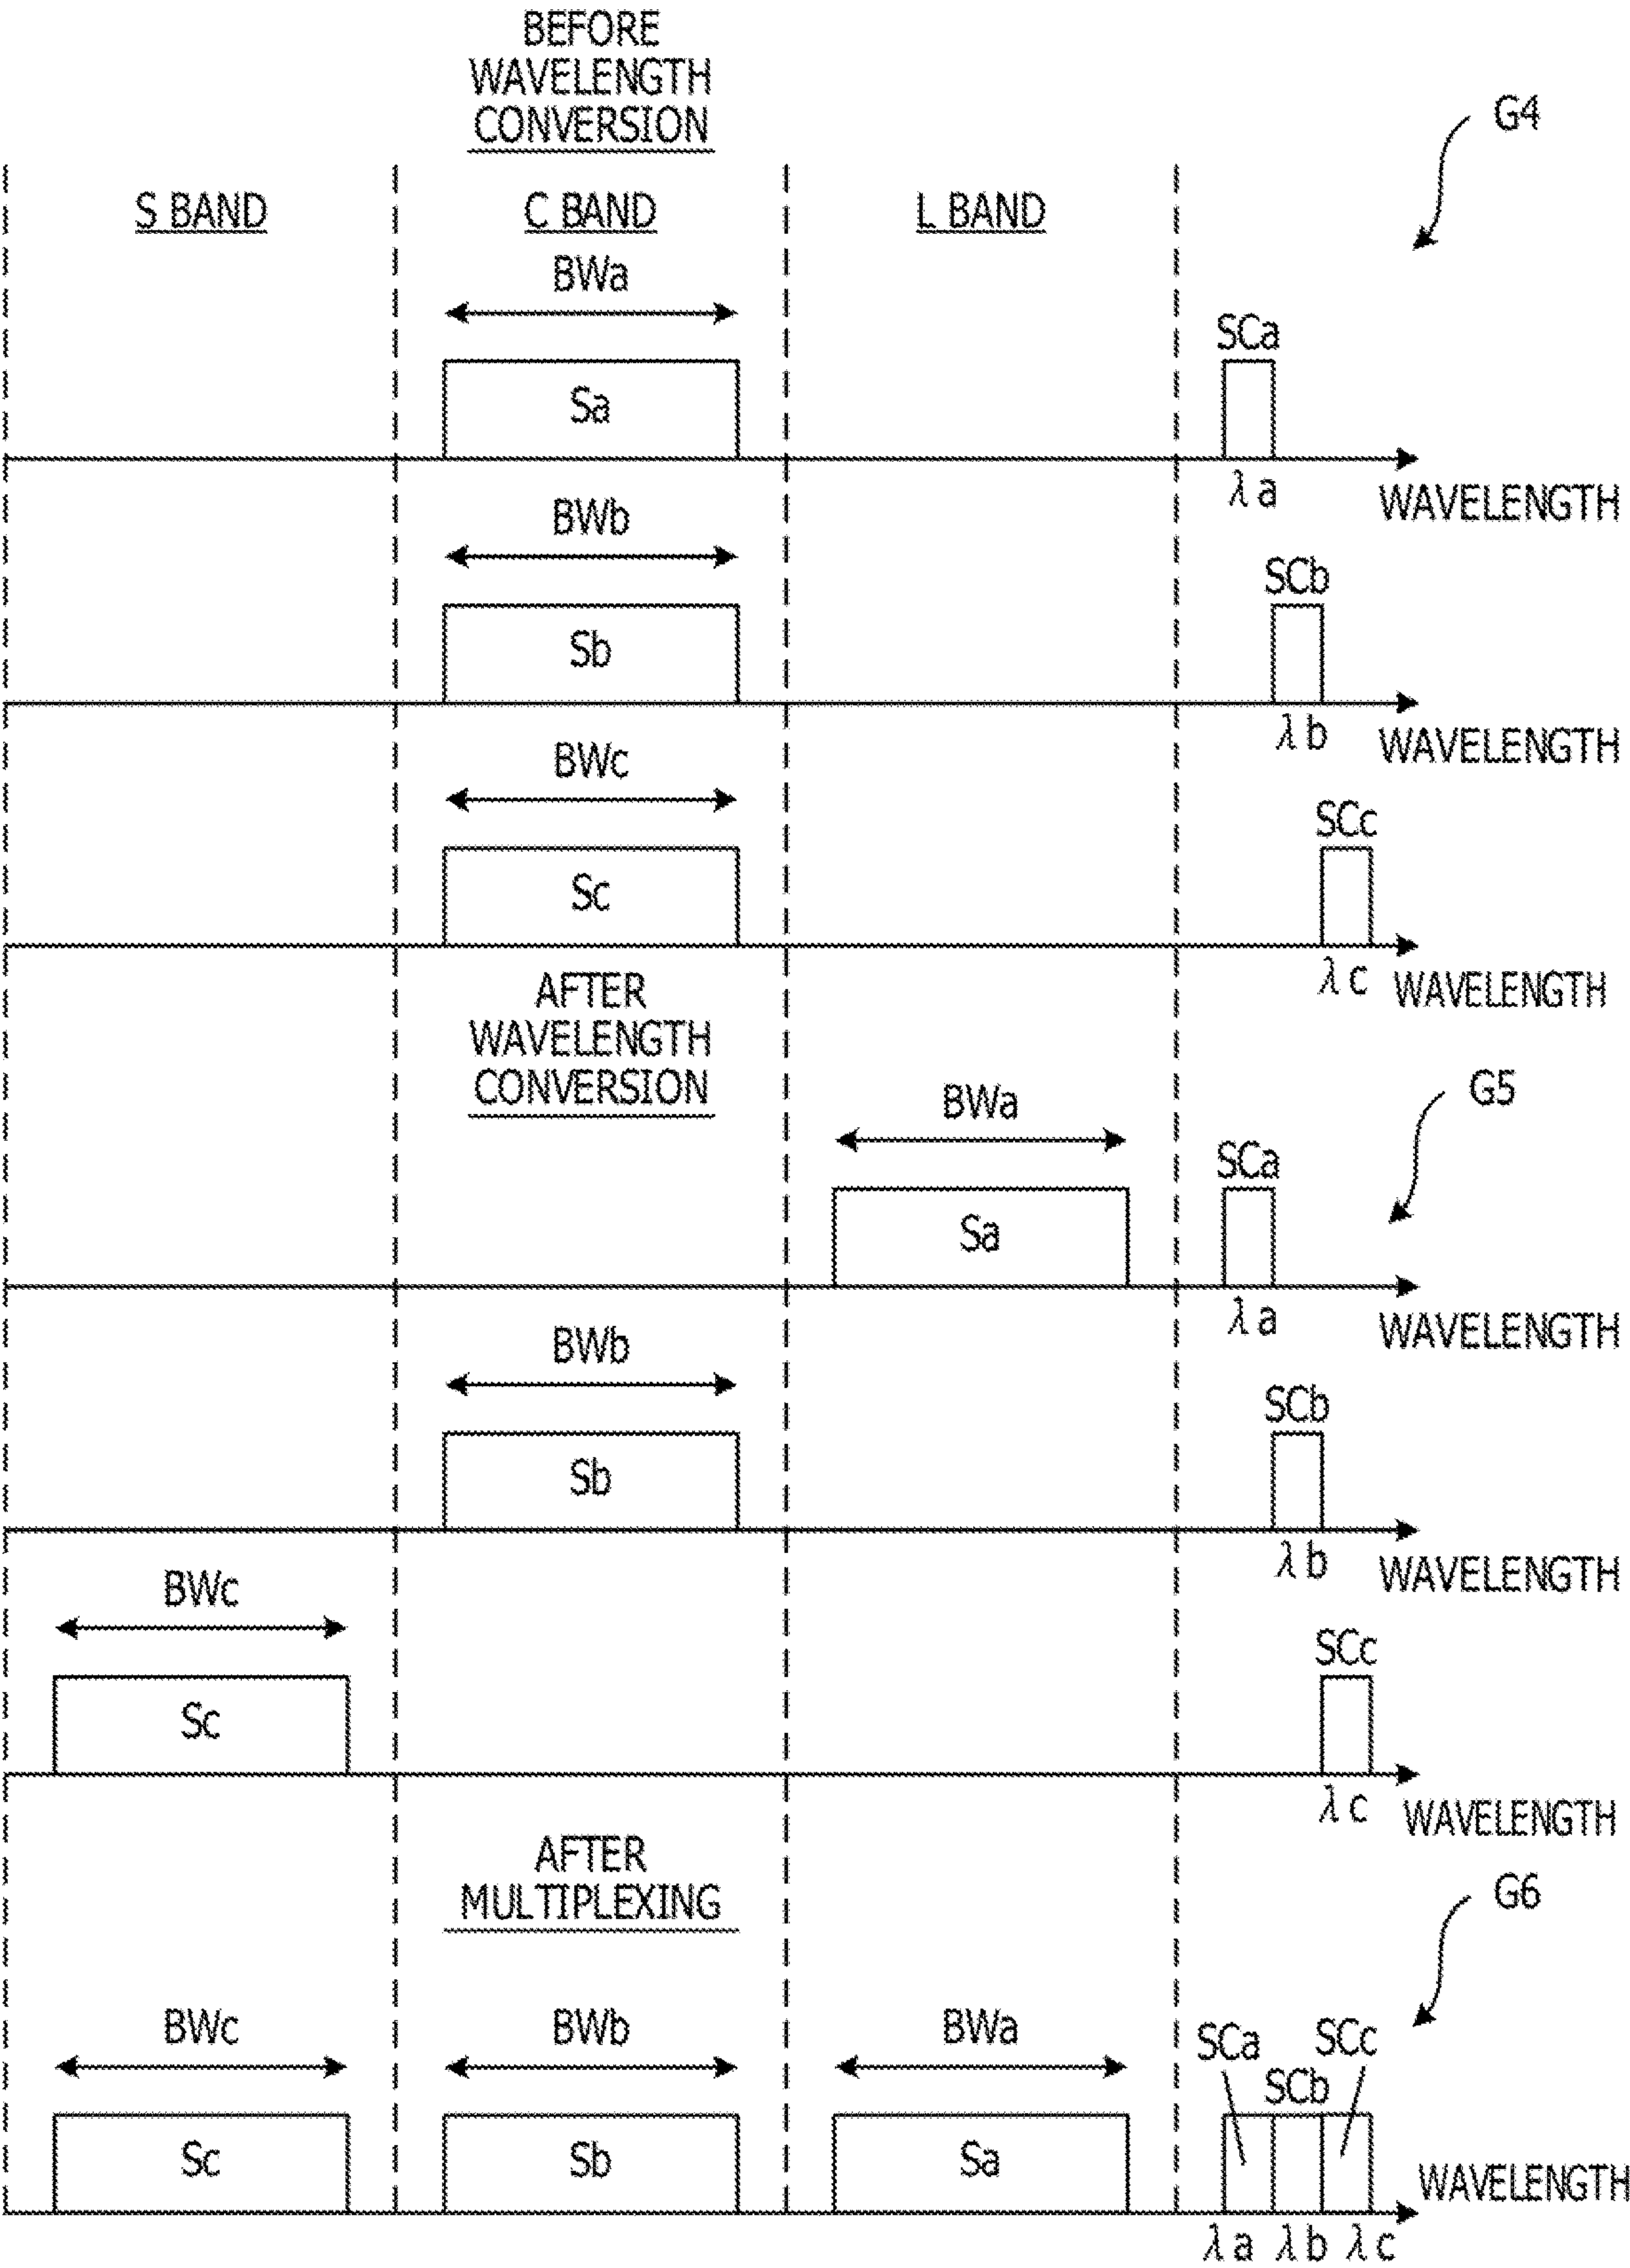 BEFORE
WAVELENGTH
CONVERSION
G4
S BAND
C BAND
L BAND
BWa
SCa
Sa
λa
WAVELENGTH
BWb
SCb
Sb
λb
WAVELENGTH
BWc
SCc
Sc
λc
WAVELENGTH
AFTER
WAVELENGTH
CONVERSION
G5
BWa
SCa
Sa
λa
WAVELENGTH
BWb
SCb
Sb
λb
WAVELENGTH
BWc
SCc
Sc
λc
WAVELENGTH
AFTER
MULTIPLEXING
G6
BWc
BWb
BWa
SCa
SCb
SCc
Sc
Sb
Sa
WAVELENGTH
λa
λb
λc